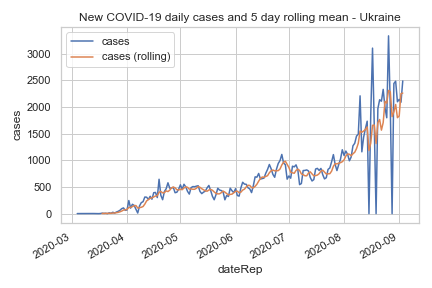 New COVID-19 daily cases and 5 day rolling mean - Ukraine
cases
cases (rolling)
3000
2500
2000
1500
1000
500
0
cases
2020-03
2020-04
2020-05
2020-06
2020-07
2020-08
2020-09
dateRep